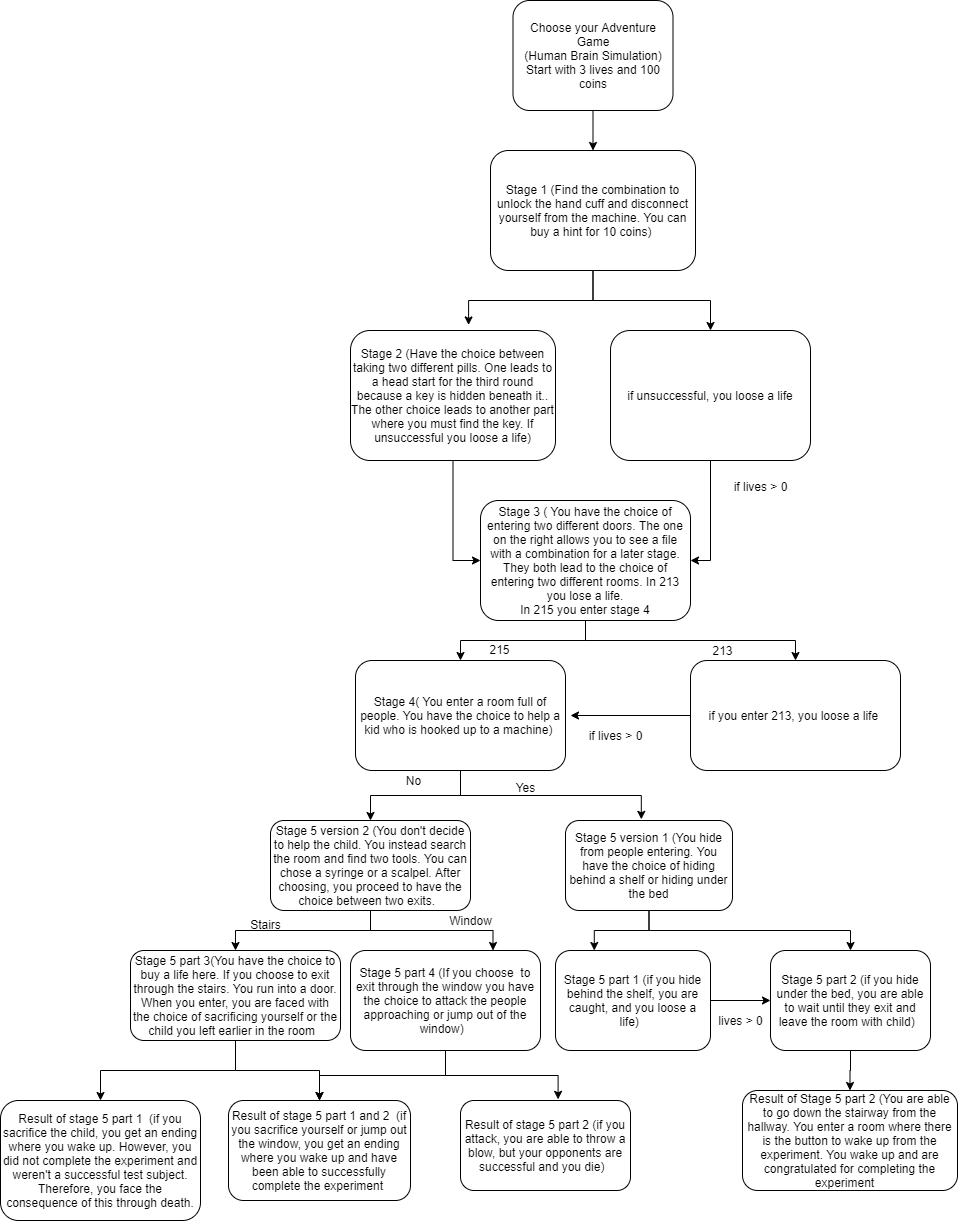 Choose your Adventure
Game
(Human Brain Simulation)
Start with 3 lives and 100
coins
Stage 1 (Find the combination to
unlock the hand cuff and disconnect
yourself from the machine. You can
buy a hint for 10 coins)
Stage 2 (Have the choice between
taking two different pills. One leads to
a head start for the third round
because a key is hidden beneath it..
The other choice leads to another part
where you must find the key. If
unsuccessful you loose a life)
if unsuccessful, you loose a life
if lives > 0
Stage 3 ( You have the choice of
entering two different doors. The one
on the right allows you to see a file
with a combination for a later stage.
They both lead to the choice of
entering two different rooms. In 213
you lose a life.
In 215 you enter stage 4
215
213
Stage 4( You enter a room full of
people. You have the choice to help a
kid who is hooked up to a machine)
if lives > 0
if you enter 213, you loose a life
No
Yes
Stage 5 version 2 (You don't decide
to help the child. You instead search
the room and find two tools. You can
chose a syringe or a scalpel. After
choosing, you proceed to have the
choice between two exits.
Stage 5 version 1 (You hide
from people entering. You
have the choice of hiding
behind a shelf or hiding under
the bed
Stairs
Window
Stage 5 part 3(You have the choice to
buy a life here. If you choose to exit
through the stairs. You run into a door.
When you enter, you are faced with
the choice of sacrificing yourself or the
child you left earlier in the room
Stage 5 part 4 (If you choose to
exit through the window you have
the choice to attack the people
approaching or jump out of the
window)
Stage 5 part 1 (if you hide
behind the shelf, you are
caught, and you loose a
life)
lives > 0
Stage 5 part 2 (if you hide
under the bed, you are able
to wait until they exit and
leave the room with child)
Result of stage 5 part 1 (if you
sacrifice the child, you get an ending
where you wake up. However, you
did not complete the experiment and
weren't a successful test subject.
Therefore, you face the
consequence of this through death.
Result of stage 5 part 1 and 2 (if
you sacrifice yourself or jump out
the window, you get an ending
where you wake up and have
been able to successfully
complete the experiment
Result of stage 5 part 2 (if you
attack, you are able to throw a
blow, but your opponents are
successful and you die)
Result of Stage 5 part 2 (You are able
to go down the stairway from the
hallway. You enter a room where there
is the button to wake up from the
experiment. You wake up and are
congratulated for completing the
experiment